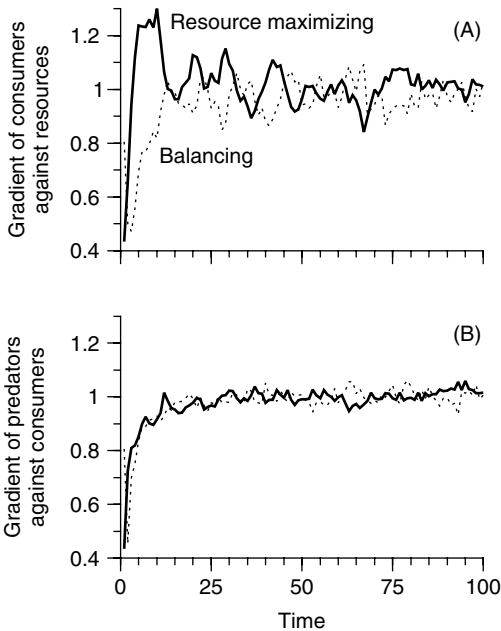 Resource maximizing
(A)
Balancing
Gradient of consumers
against resources
1.2
1
0.8
0.6
0.4
(B)
Gradient of predators
against consumers
1.2
1
0.8
0.6
0.4
0 25 50 75 100
Time